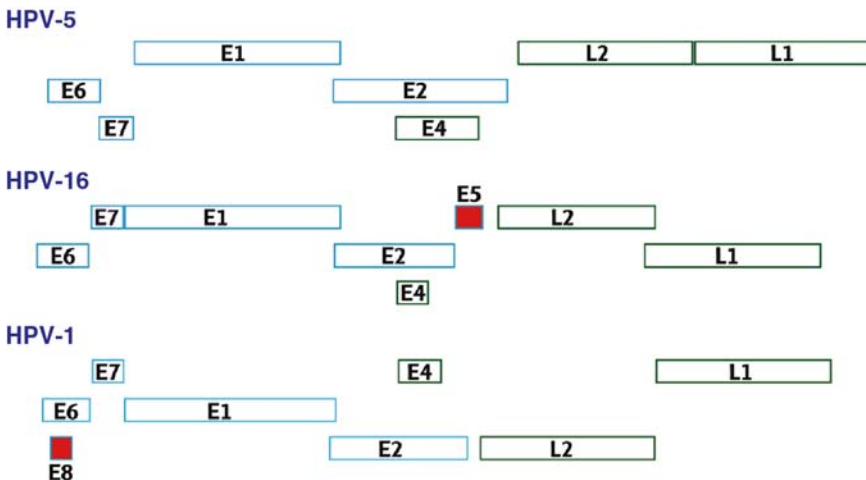 HPV-5
E1 L2 L1
E6 E2
E7 E4
HPV-16
E5
E7 E1 L2
E6 E2 L1
E4
HPV-1
E7 E4 L1
E6 E1
E2 L2
E8